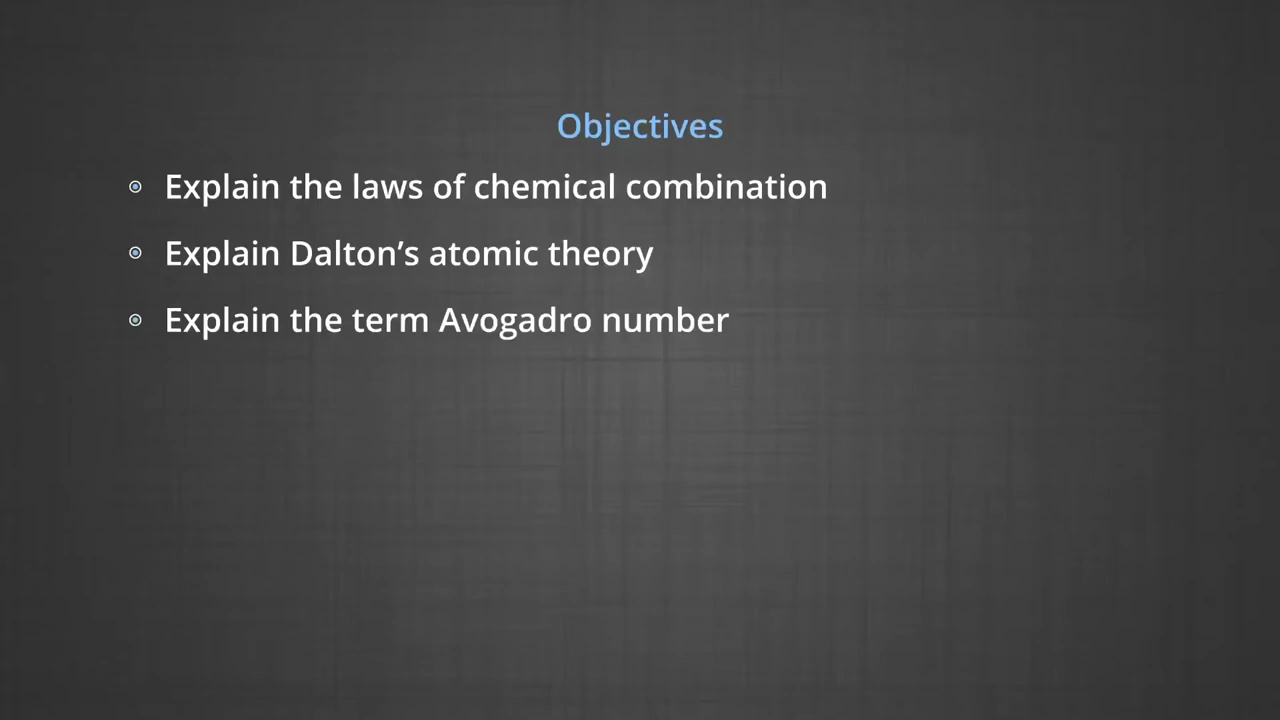 Objectives
Explain the laws of chemical combination
Explain Dalton’s atomic theory
Explain the term Avogadro number